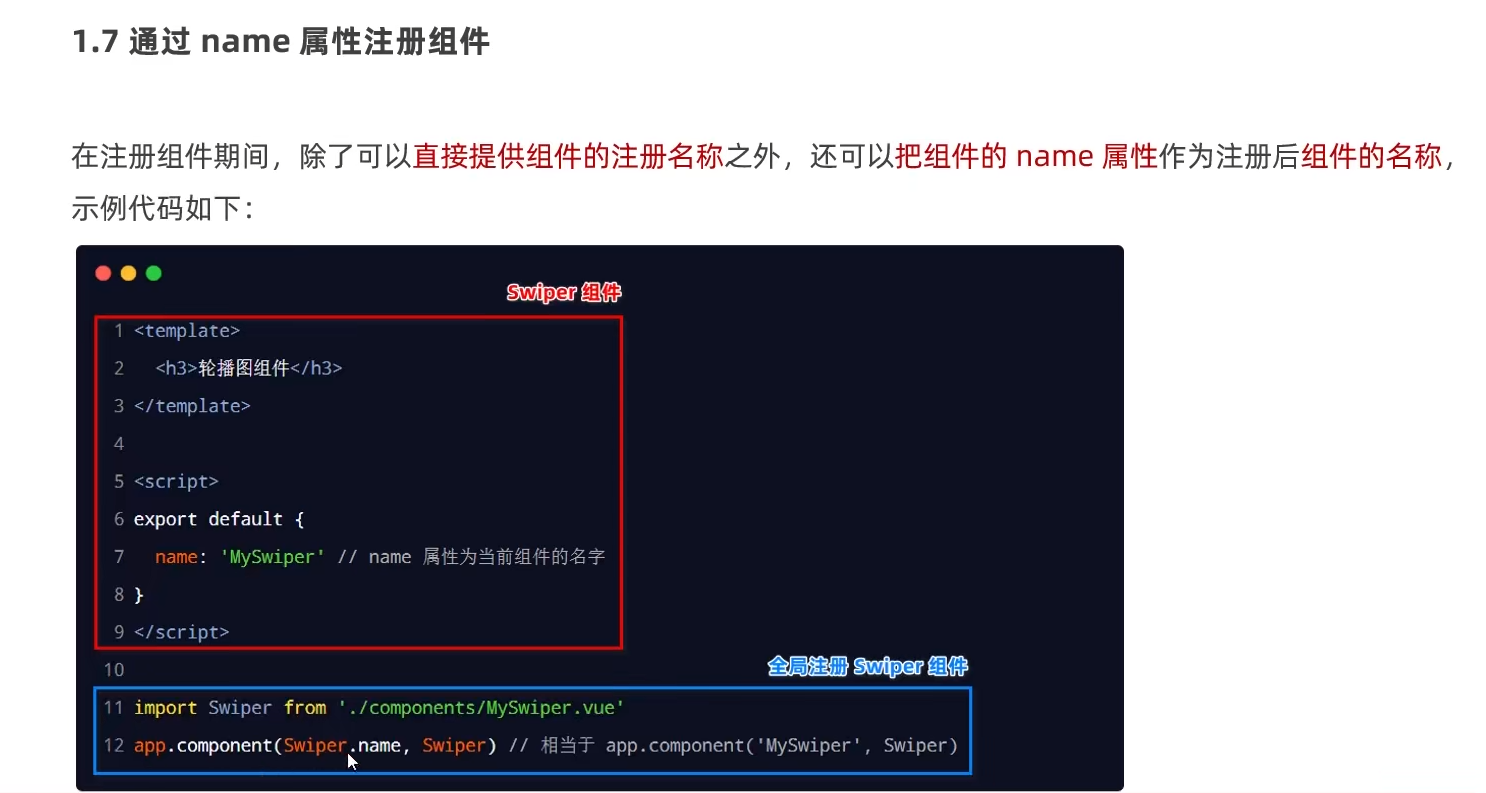 1.7 通过 name 属性注册组件
在注册组件期间，除了可以直接提供组件的注册名称之外，还可以把组件的 name 属性作为注册后组件的名称，
示例代码如下：
Swiper 组件
1 <template>
2   <h3>轮播图组件</h3>
3 </template>
4
5 <script>
6 export default {
7   name: 'MySwiper' // name 属性为当前组件的名字
8 }
9 </script>
10
全局注册 Swiper 组件
11 import Swiper from './components/MySwiper.vue'
12 app.component(Swiper.name, Swiper) // 相当于 app.component('MySwiper', Swiper)